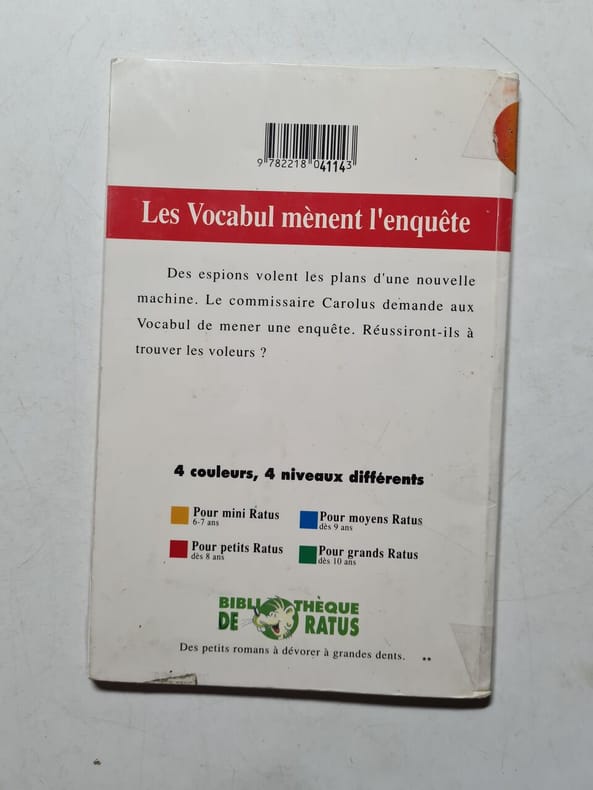 9 782218 041143
Les Vocabul mènent l'enquête
Des espions volent les plans d'une nouvelle
machine. Le commissaire Carolus demande aux
Vocabul de mener une enquête. Réussiront-ils à
trouver les voleurs ?
4 couleurs, 4 niveaux différents
Pour mini Ratus
6-7 ans
Pour moyens Ratus
dès 9 ans
Pour petits Ratus
dès 8 ans
Pour grands Ratus
dès 10 ans
BIBLIOTHÈQUE
DE RATUS
Des petits romans à dévorer à grandes dents. **